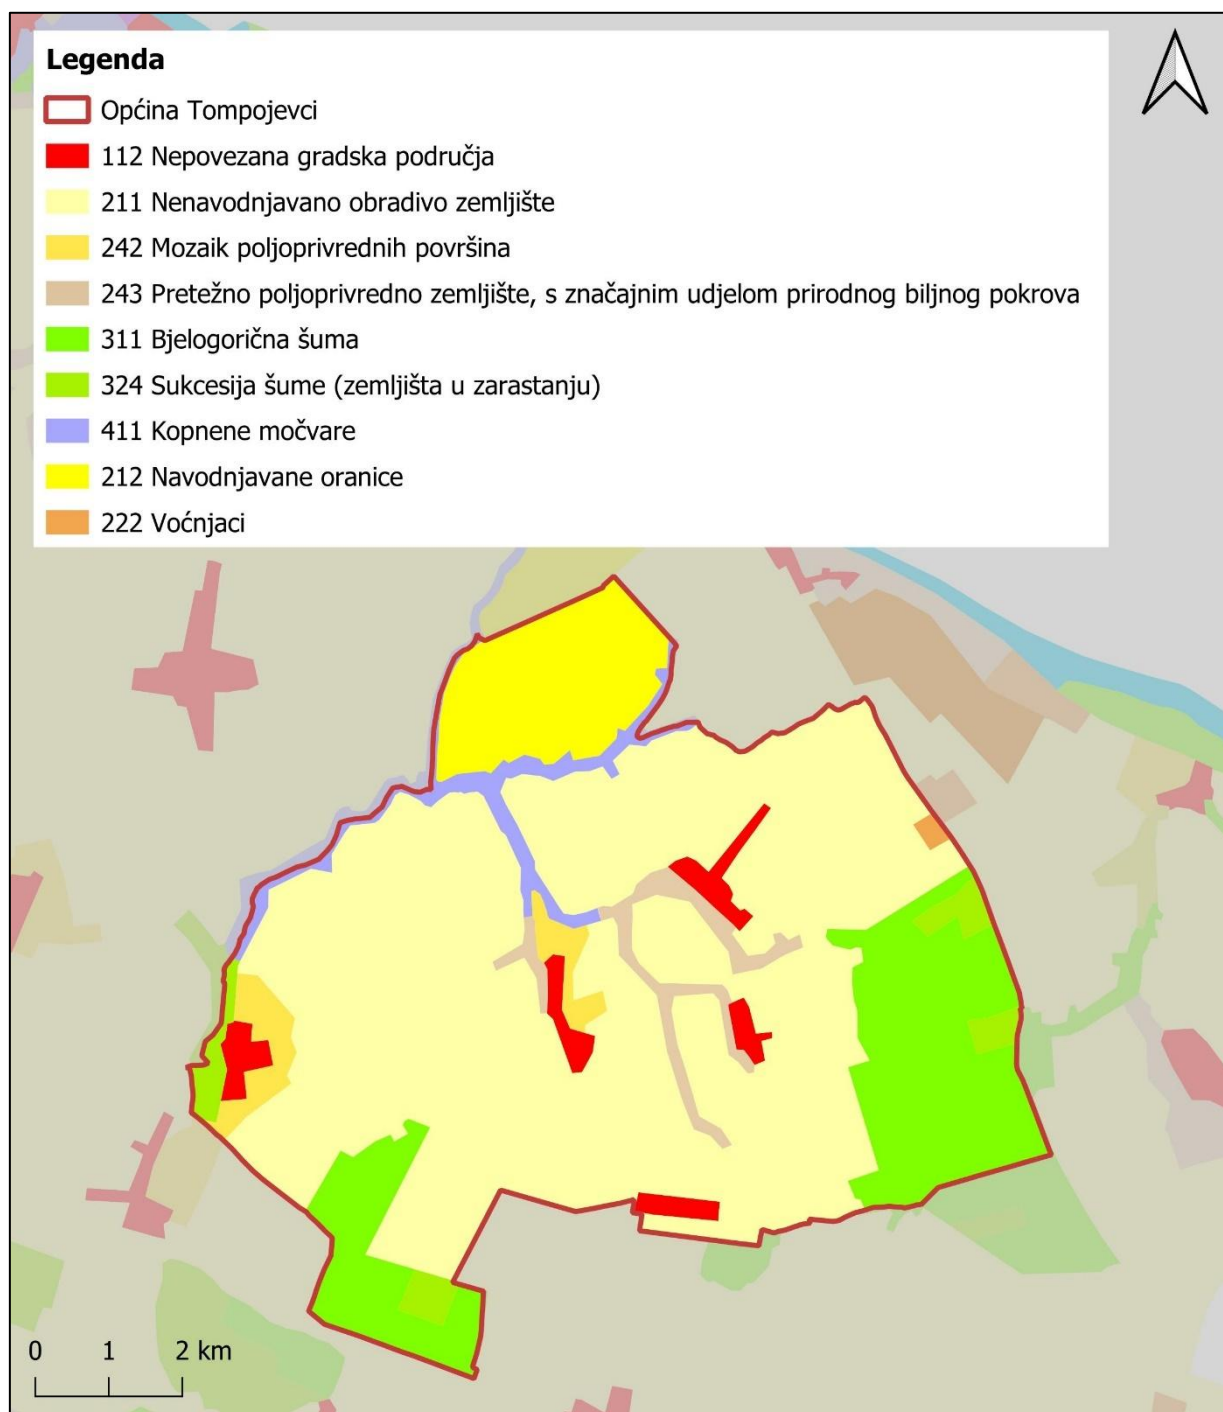 Legenda
Općina Tompojevci
112 Nepovezana gradska područja
211 Nenavodnjavano obradivo zemljište
242 Mozaik poljoprivrednih površina
243 Pretežno poljoprivredno zemljište, s značajnim udjelom prirodnog biljnog pokrova
311 Bjelogorična šuma
324 Sukcesija šume (zemljišta u zarastanju)
411 Kopnene močvare
212 Navodnjavane oranice
222 Voćnjaci
0 1 2 km